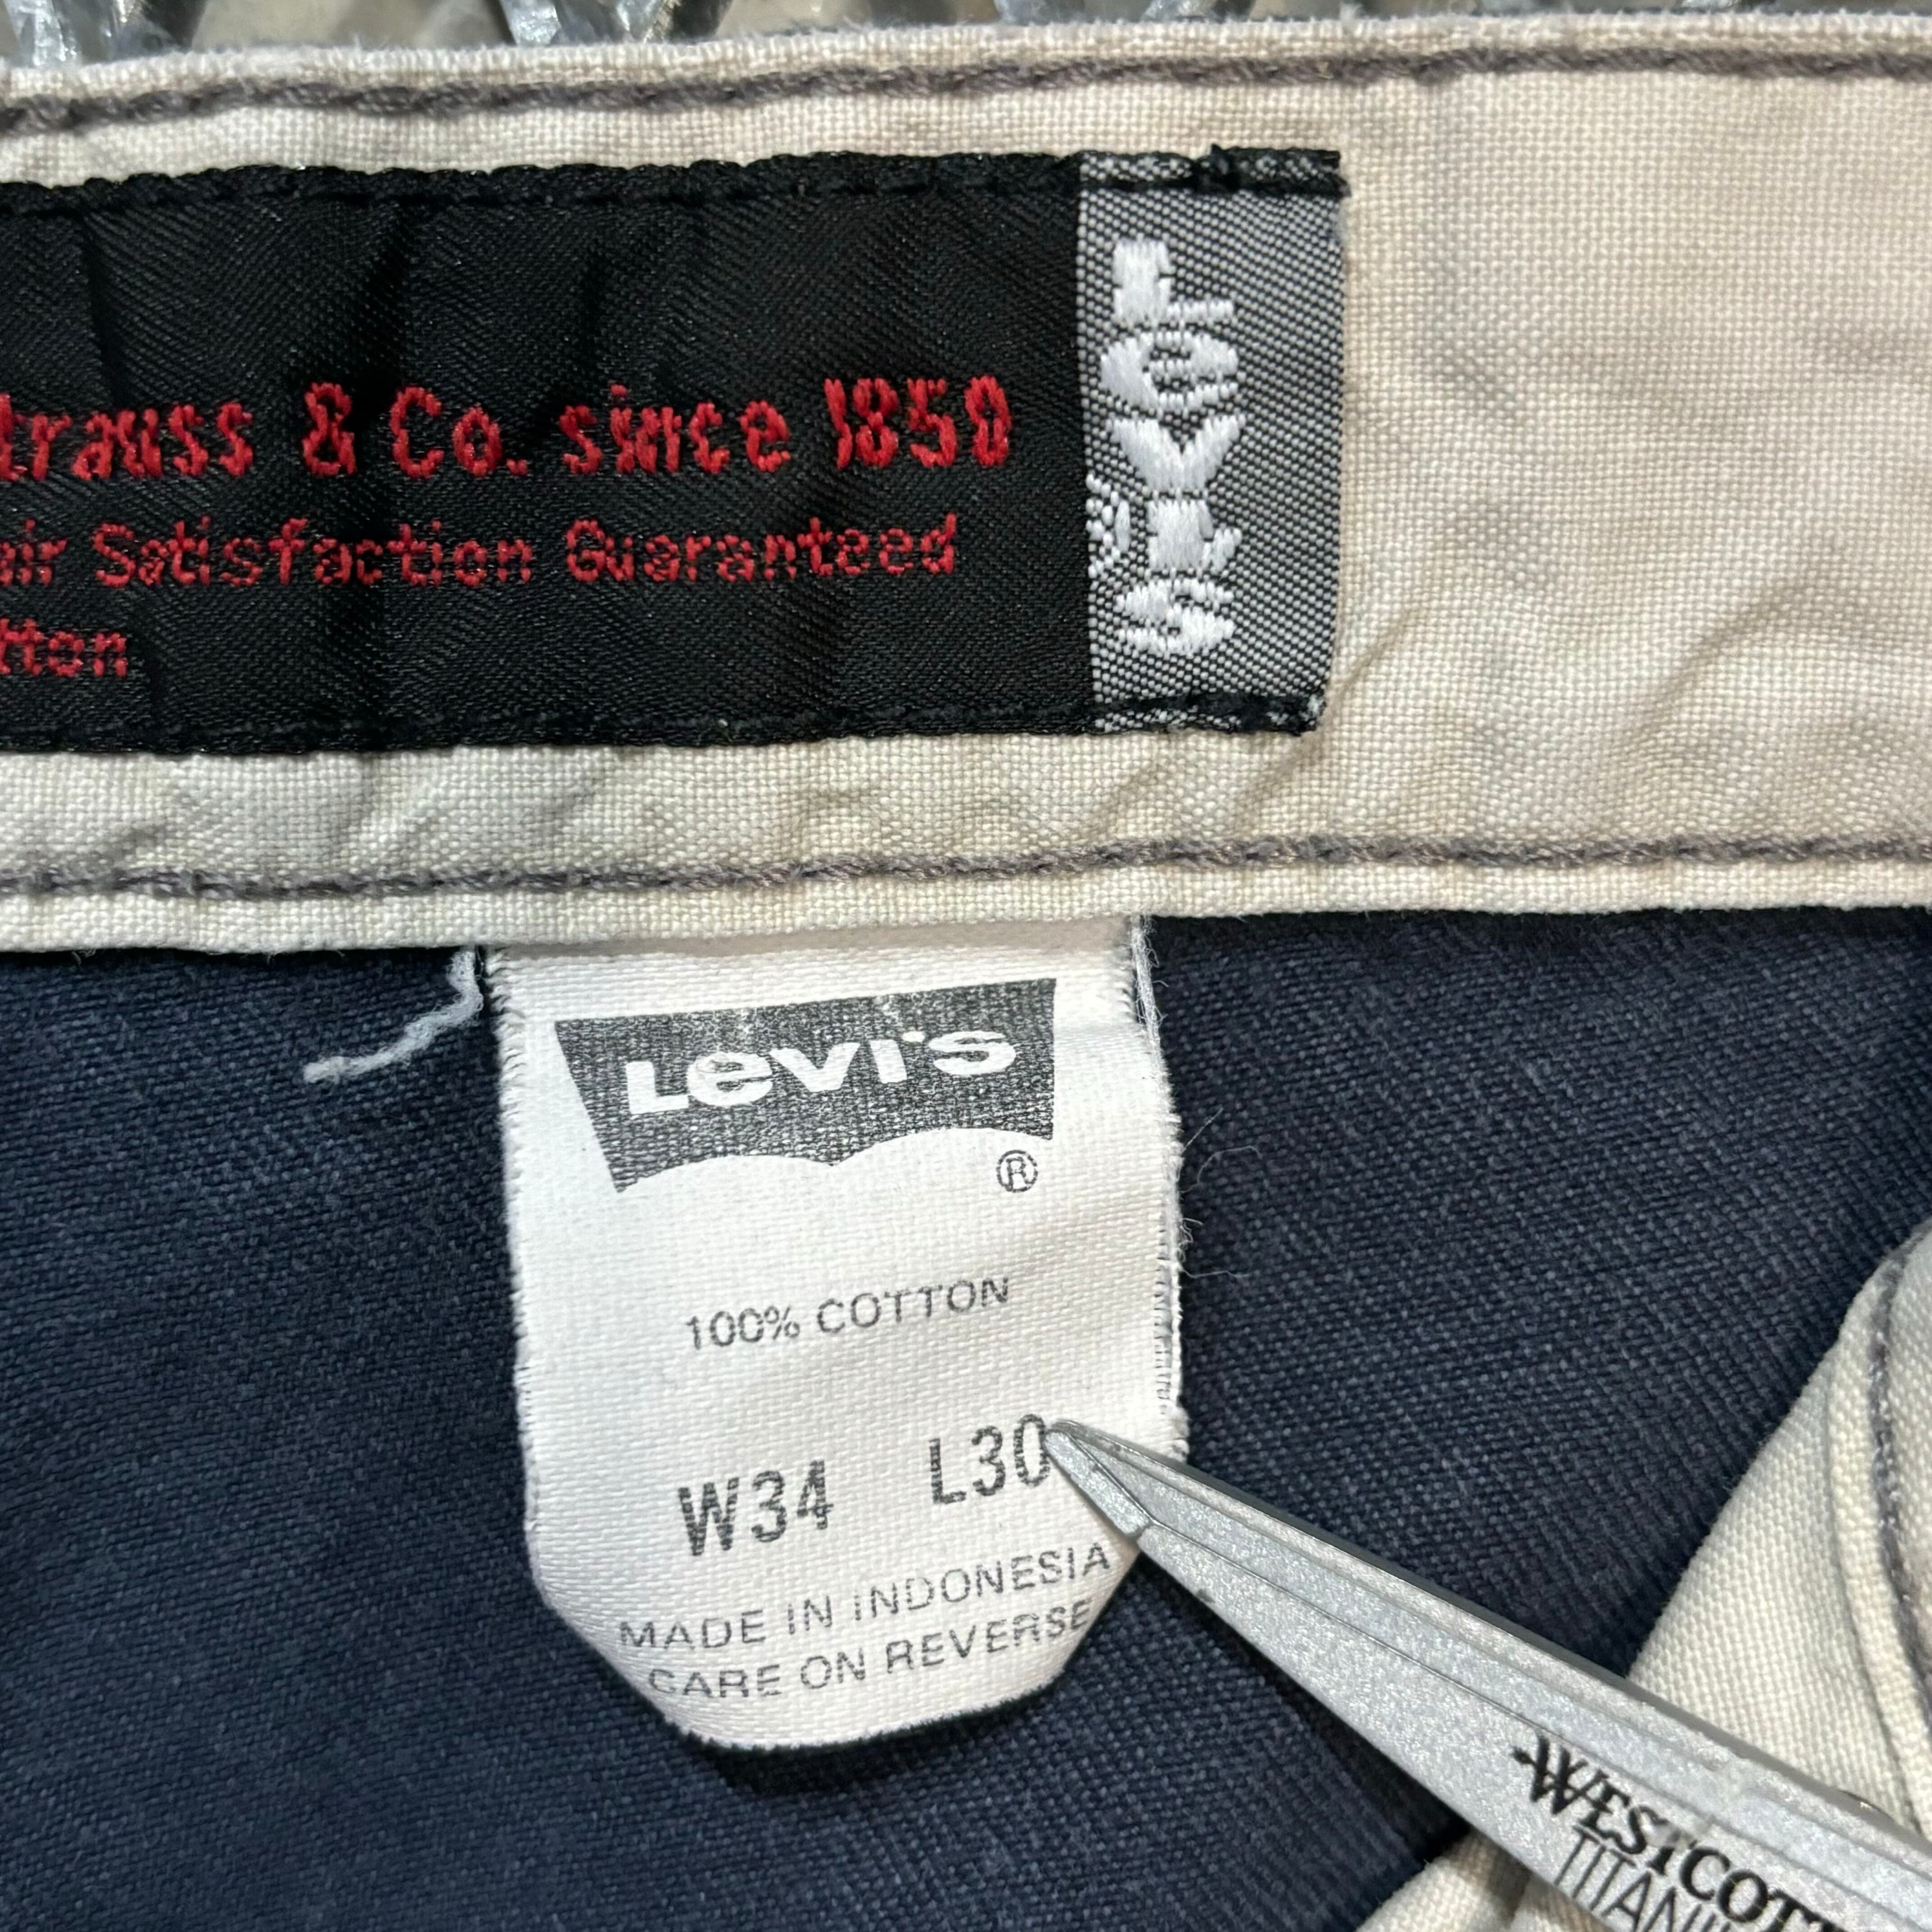 trauss & Co. since 1850
air Satisfaction Guaranteed
tton
LEVI'S
®
LEVI'S
®
100% COTTON
W34 L30
MADE IN INDONESIA
CARE ON REVERSE
WESTCOTT
TITANI